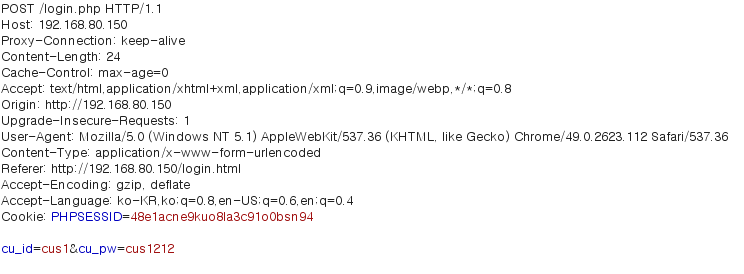 POST /login.php HTTP/1.1
Host: 192.168.80.150
Proxy-Connection: keep-alive
Content-Length: 24
Cache-Control: max-age=0
Accept: text/html,application/xhtml+xml,application/xml;q=0.9,image/webp,*/*;q=0.8
Origin: http://192.168.80.150
Upgrade-Insecure-Requests: 1
User-Agent: Mozilla/5.0 (Windows NT 5.1) AppleWebKit/537.36 (KHTML, like Gecko) Chrome/49.0.2623.112 Safari/537.36
Content-Type: application/x-www-form-urlencoded
Referer: http://192.168.80.150/login.html
Accept-Encoding: gzip, deflate
Accept-Language: ko-KR,ko;q=0.8,en-US;q=0.6,en;q=0.4
Cookie: PHPSESSID=48e1acne9kuo8la3c91o0bsn94
cu_id=cus1&cu_pw=cus1212